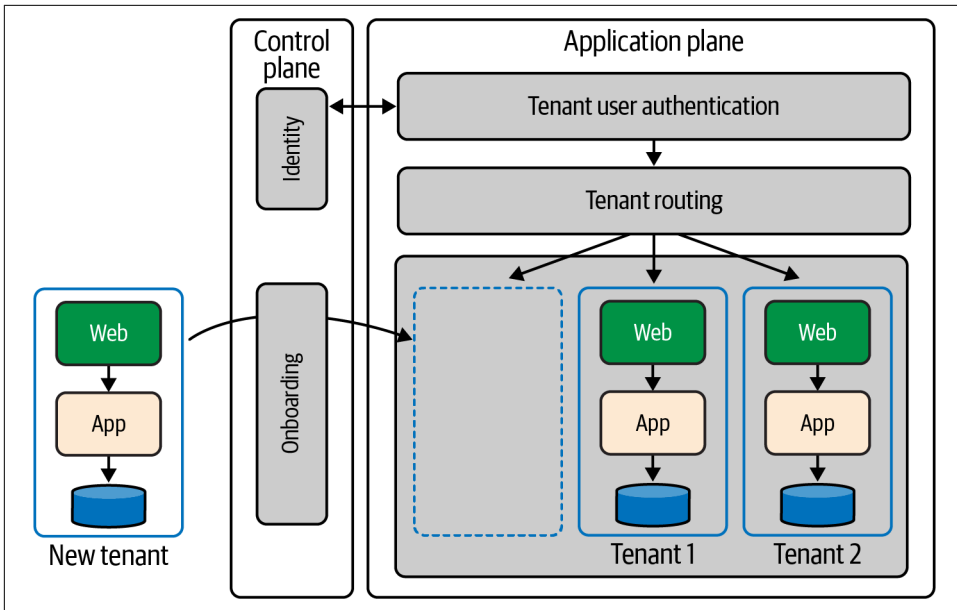 Control
plane
Application plane
Identity
Tenant user authentication
Tenant routing
Onboarding
Web
App
New tenant
Web
App
Tenant 1
Web
App
Tenant 2